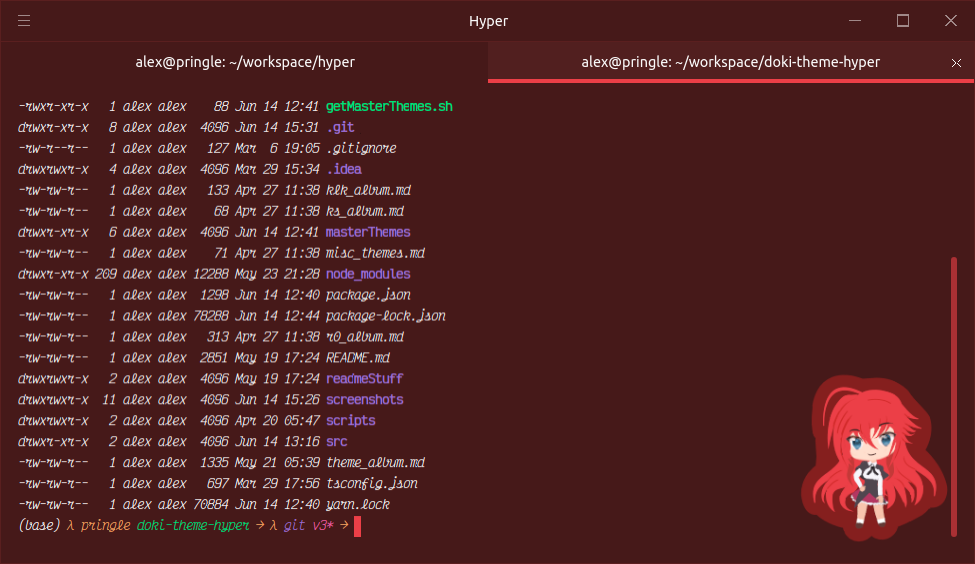 Hyper
alex@pringle: ~/workspace/hyper
alex@pringle: ~/workspace/doki-theme-hyper
-rwxr-xr-x   1 alex alex    88 Jun 14 12:41 getMasterThemes.sh
drwxr-xr-x   8 alex alex  4096 Jun 14 15:31 .git
-rw-r--r--   1 alex alex   127 Mar  6 19:05 .gitignore
drwxrwxr-x   4 alex alex  4096 Mar 29 15:34 .idea
-rw-rw-r--   1 alex alex   133 Apr 27 11:38 klk_album.md
-rw-rw-r--   1 alex alex    68 Apr 27 11:38 ks_album.md
drwxrwxr-x   6 alex alex  4096 Jun 14 12:41 masterThemes
-rw-rw-r--   1 alex alex    71 Apr 27 11:38 misc_themes.md
drwxr-xr-x 209 alex alex 12288 May 23 21:28 node_modules
-rw-rw-r--   1 alex alex  1298 Jun 14 12:40 package.json
-rw-rw-r--   1 alex alex 78288 Jun 14 12:44 package-lock.json
-rw-rw-r--   1 alex alex   313 Apr 27 11:38 r0_album.md
-rw-rw-r--   1 alex alex  2851 May 19 17:24 README.md
drwxrwxr-x   2 alex alex  4096 May 19 17:24 readmeStuff
drwxrwxr-x  11 alex alex  4096 Jun 14 15:26 screenshots
drwxrwxr-x   2 alex alex  4096 Apr 20 05:47 scripts
drwxrwxr-x   2 alex alex  4096 Jun 14 13:16 src
-rw-rw-r--   1 alex alex  1335 May 21 05:39 theme_album.md
-rw-rw-r--   1 alex alex   697 Mar 29 17:56 tsconfig.json
-rw-rw-r--   1 alex alex 70884 Jun 14 12:40 yarn.lock
(base) λ pringle doki-theme-hyper → λ git v3* →